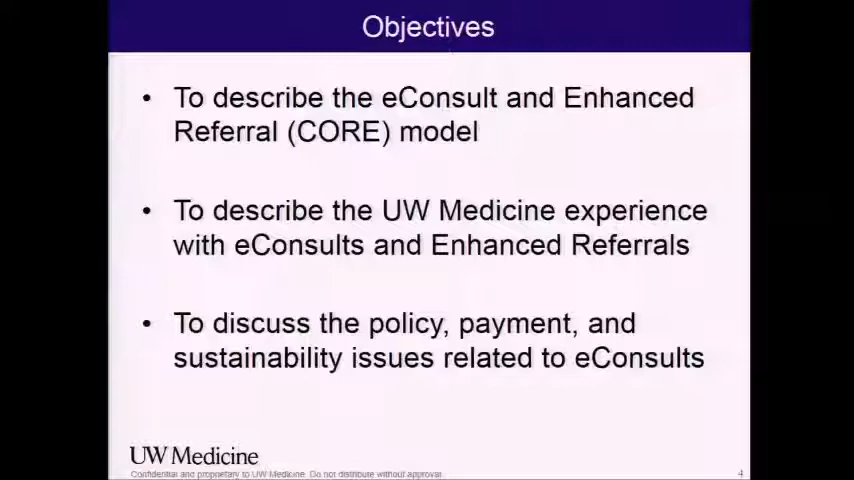 Objectives
• To describe the eConsult and Enhanced
Referral (CORE) model
• To describe the UW Medicine experience
with eConsults and Enhanced Referrals
• To discuss the policy, payment, and
sustainability issues related to eConsults
UW Medicine
Confidential and proprietary to UW Medicine. Do not distribute without approval.
4